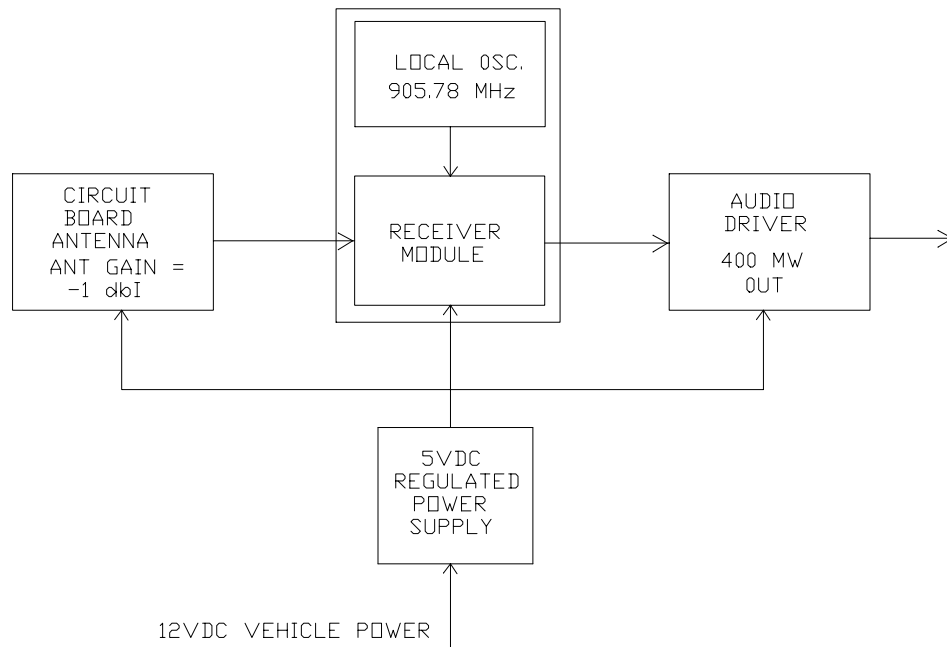 LOCAL OSC.
905.78 MHz
CIRCUIT
BOARD
ANTENNA
ANT GAIN =
-1 dbI
RECEIVER
MODULE
AUDIO
DRIVER
400 MW
OUT
5VDC
REGULATED
POWER
SUPPLY
12VDC VEHICLE POWER